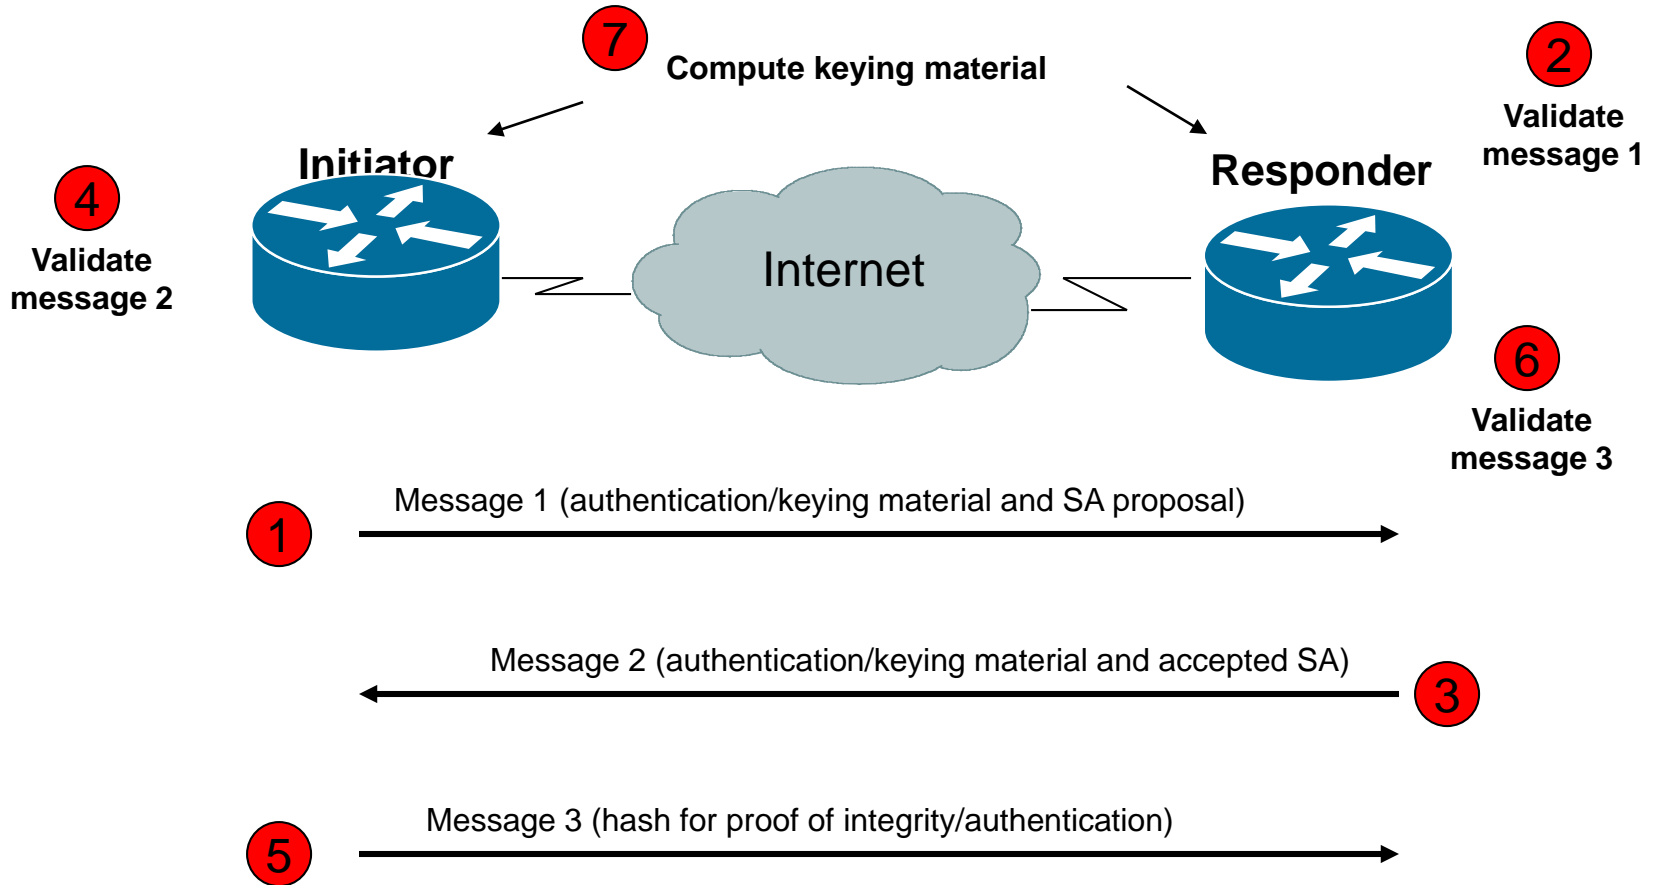 7
Compute keying material
2
Validate
message 1
Initiator
Responder
4
Validate
message 2
Internet
6
Validate
message 3
Message 1 (authentication/keying material and SA proposal)
1
Message 2 (authentication/keying material and accepted SA)
3
Message 3 (hash for proof of integrity/authentication)
5